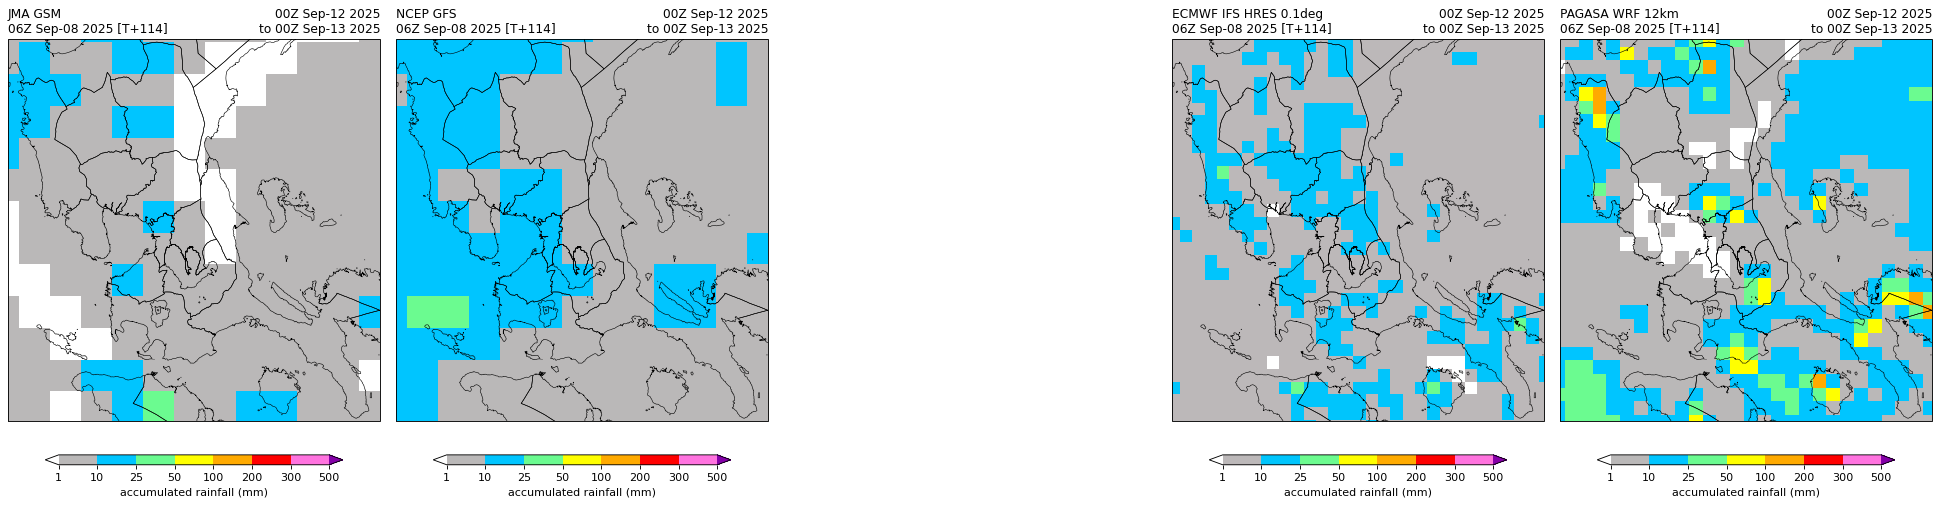 JMA GSM 00Z Sep-12 2025
06Z Sep-08 2025 [T+114] to 00Z Sep-13 2025
NCEP GFS 00Z Sep-12 2025
06Z Sep-08 2025 [T+114] to 00Z Sep-13 2025
ECMWF IFS HRES 0.1deg 00Z Sep-12 2025
06Z Sep-08 2025 [T+114] to 00Z Sep-13 2025
PAGASA WRF 12km 00Z Sep-12 2025
06Z Sep-08 2025 [T+114] to 00Z Sep-13 2025
1 10 25 50 100 200 300 500
accumulated rainfall (mm)
1 10 25 50 100 200 300 500
accumulated rainfall (mm)
1 10 25 50 100 200 300 500
accumulated rainfall (mm)
1 10 25 50 100 200 300 500
accumulated rainfall (mm)